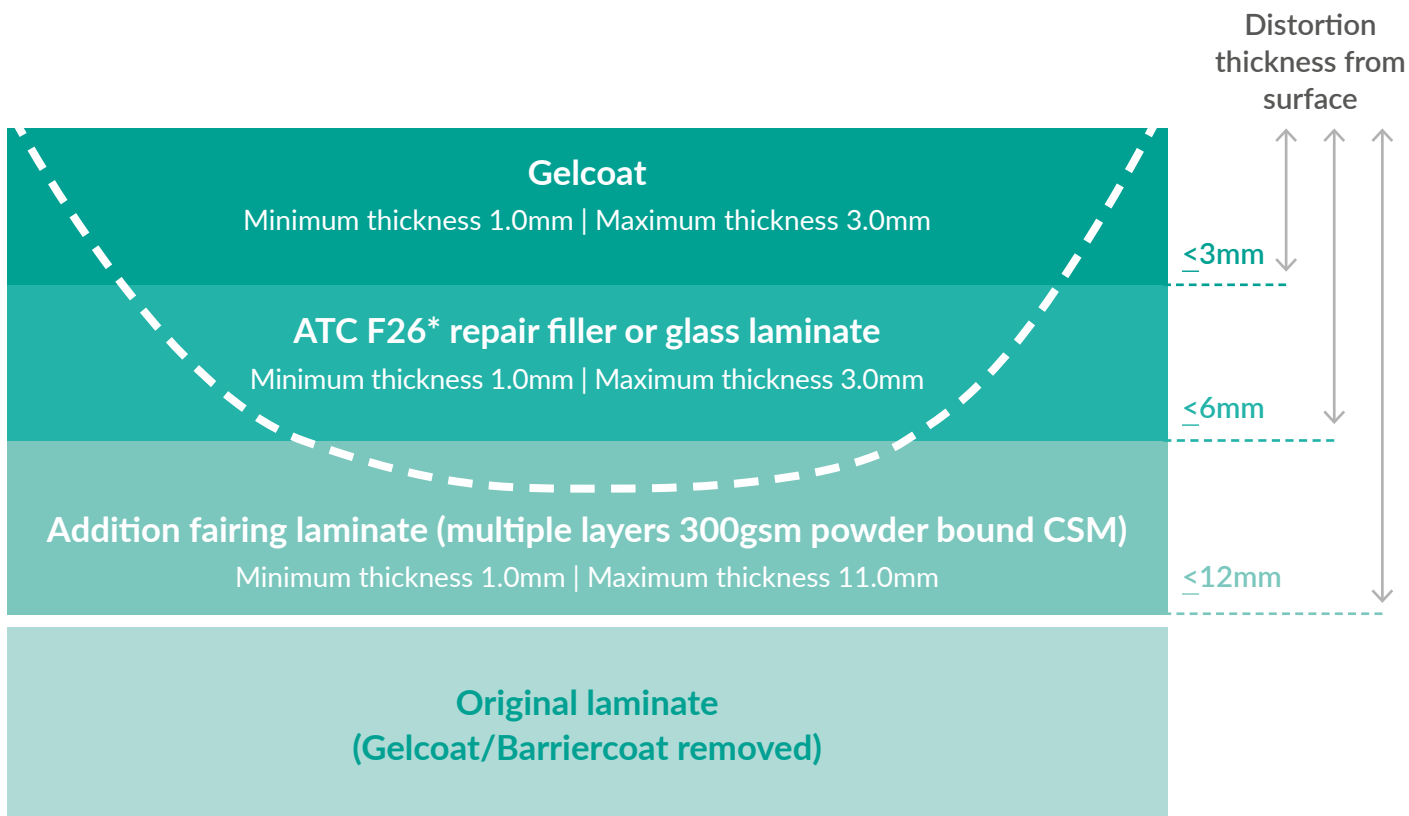 Distortion
thickness from
surface
Gelcoat
Minimum thickness 1.0mm | Maximum thickness 3.0mm
<3mm
ATC F26* repair filler or glass laminate
Minimum thickness 1.0mm | Maximum thickness 3.0mm
<6mm
Addition fairing laminate (multiple layers 300gsm powder bound CSM)
Minimum thickness 1.0mm | Maximum thickness 11.0mm
<12mm
Original laminate
(Gelcoat/Barriercoat removed)